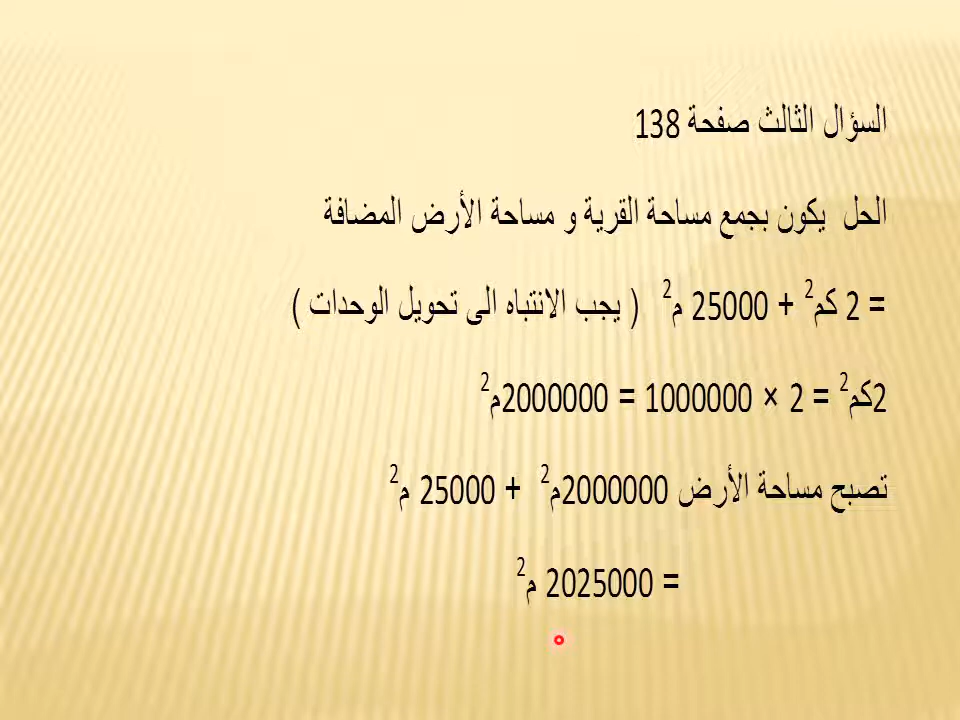 السؤال الثالث صفحة 138
الحل يكون بجمع مساحة القرية و مساحة الأرض المضافة
= 2 كم² + 25000 م² ( يجب الانتباه الى تحويل الوحدات )
2كم² = 2 × 1000000 = 2000000م²
تصبح مساحة الأرض 2000000م² + 25000 م²
= 2025000 م²